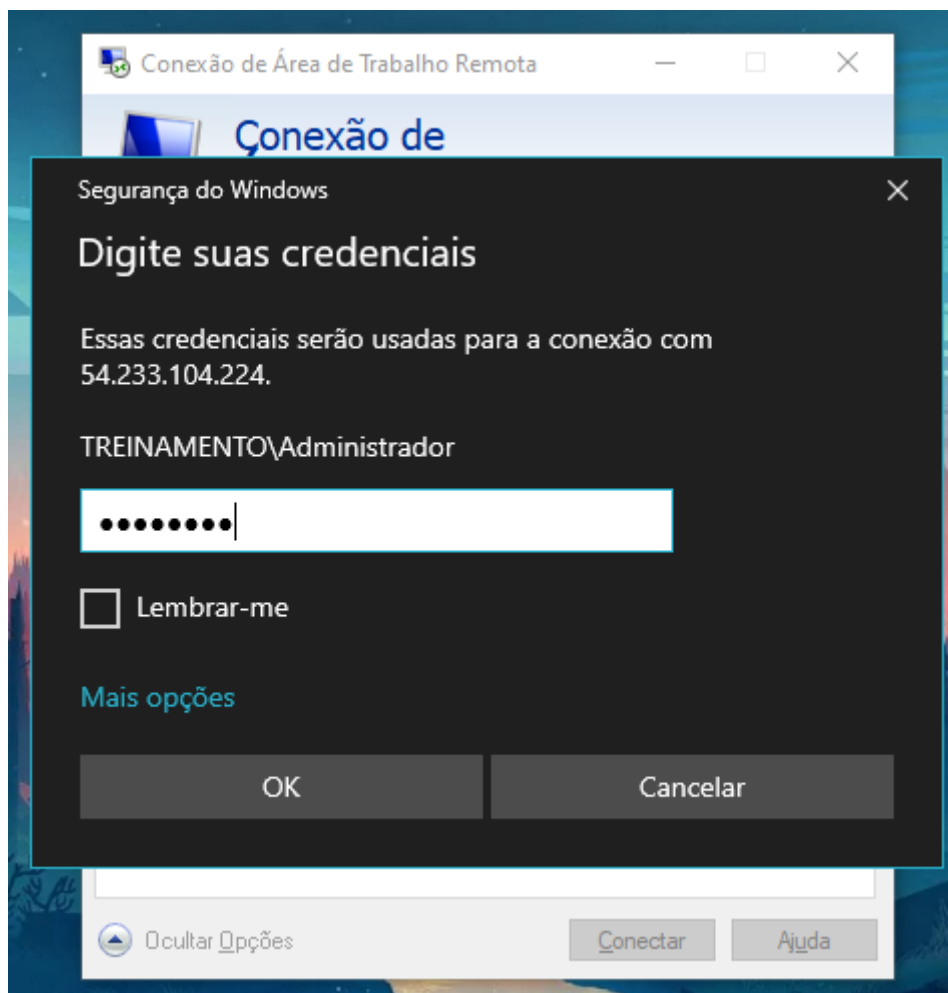 Conexão de Área de Trabalho Remota
Conexão de
Segurança do Windows
Digite suas credenciais
Essas credenciais serão usadas para a conexão com
54.233.104.224.
TREINAMENTO\Administrador
••••••••
Lembrar-me
Mais opções
OK Cancelar
Ocultar Opções Conectar Ajuda